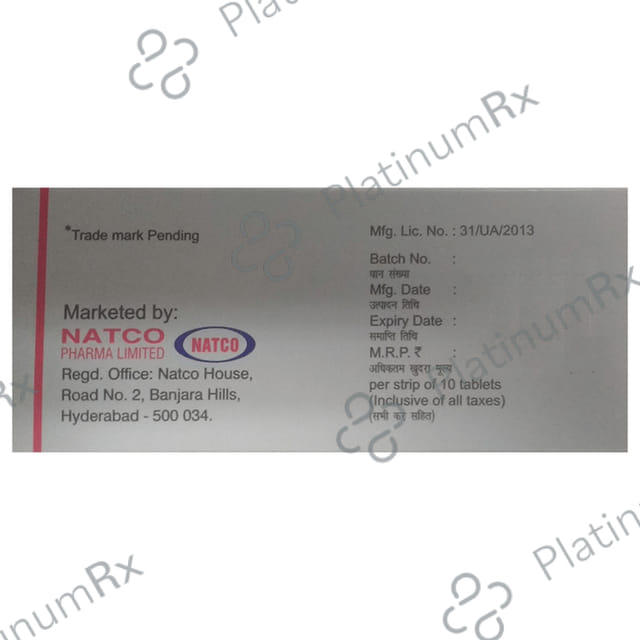 *Trade mark Pending
Marketed by:
NATCO
PHARMA LIMITED
NATCO
Regd. Office: Natco House,
Road No. 2, Banjara Hills,
Hyderabad - 500 034.
Mfg. Lic. No. : 31/UA/2013
Batch No. :
घान संख्या
Mfg. Date :
उत्पादन तिथि
Expiry Date :
समाप्ति तिथि
M.R.P. ₹ :
अधिकतम खुदरा मूल्य
per strip of 10 tablets
(Inclusive of all taxes)
(सभी कर सहित)
PlatinumRx
PlatinumRx
PlatinumRx
PlatinumRx
Platinum